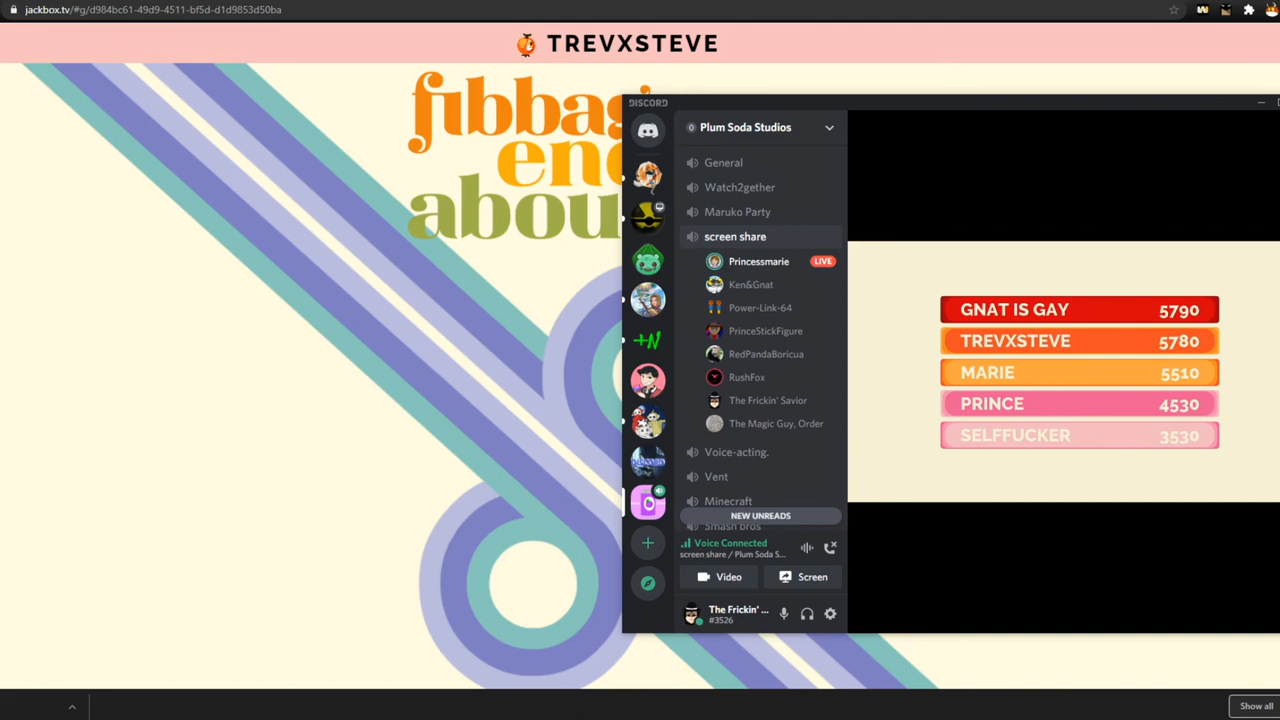 jackbox.tv/#g/d984bc61-49d9-4511-bf5d-d1d9853d50ba
TREVXSTEVE
fibbag
en
abou
DISCORD
Plum Soda Studios
General
Watch2gether
Maruko Party
screen share
Princessmarie LIVE
Ken&Gnat
Power-Link-64
PrinceStickFigure
RedPandaBoricua
RushFox
The Frickin' Savior
The Magic Guy, Order
Voice-acting.
Vent
Minecraft
NEW UNREADS
Smash bros
Voice Connected
screen share / Plum Soda S...
Video Screen
The Frickin' ...
#3526
GNAT IS GAY 5790
TREVXSTEVE 5780
MARIE 5510
PRINCE 4530
SELFFUCKER 3530
+N
Show all